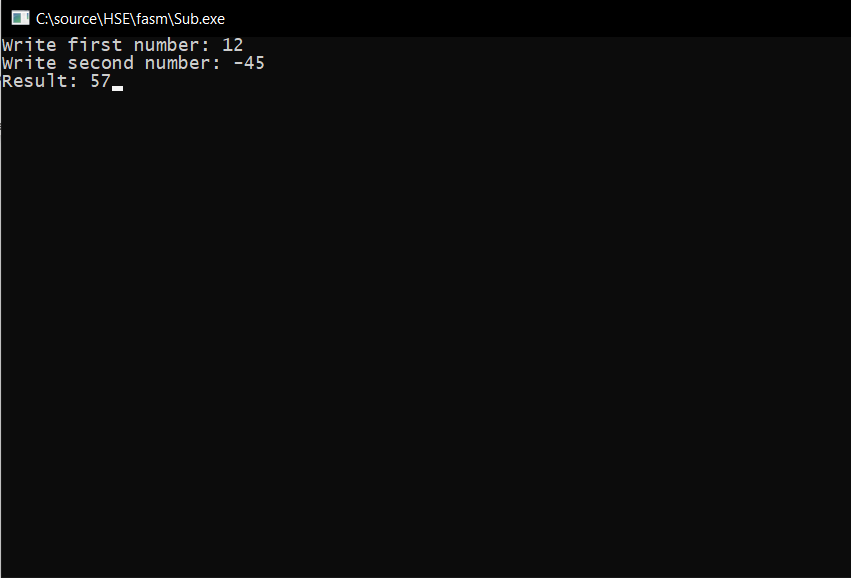 C:\source\HSE\fasm\Sub.exe
Write first number: 12
Write second number: -45
Result: 57